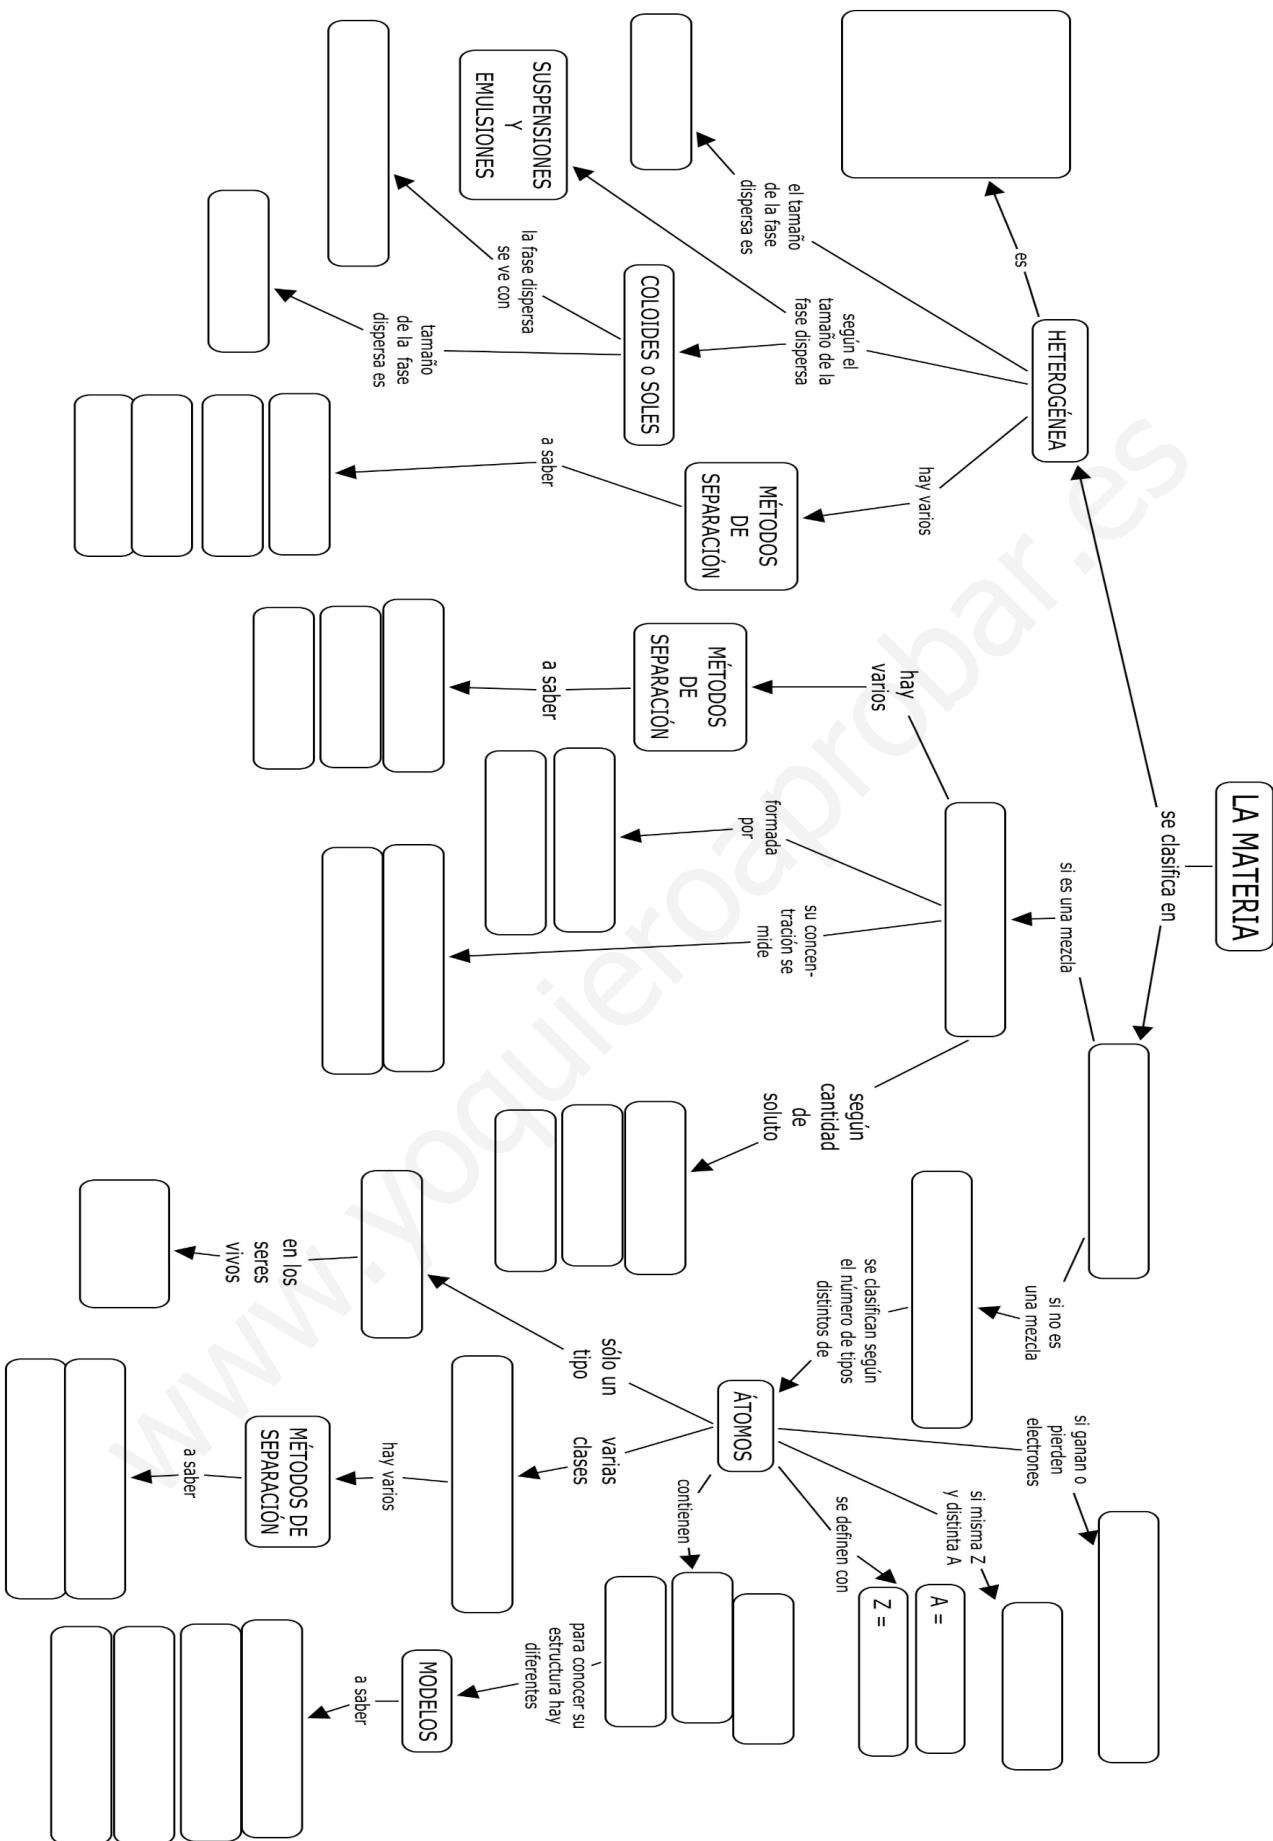 LA MATERIA
se clasifica en
HETEROGÉNEA
es
el tamaño
de la fase
dispersa es
según el
tamaño de la
fase dispersa
SUSPENSIONES
Y
EMULSIONES
COLOIDES o SOLES
la fase dispersa
se ve con
tamaño
de la fase
dispersa es
hay varios
MÉTODOS
DE
SEPARACIÓN
a saber
si es una mezcla
hay
varios
MÉTODOS
DE
SEPARACIÓN
a saber
formada
por
su concen-
tración se
mide
según
cantidad
de
soluto
si no es
una mezcla
se clasifican según
el número de tipos
distintos de
ÁTOMOS
sólo un
tipo
en los
seres
vivos
varias
clases
hay varios
MÉTODOS DE
SEPARACIÓN
a saber
si ganan o
pierden
electrones
si misma Z
y distinta A
se definen con
A =
Z =
contienen
para conocer su
estructura hay
diferentes
MODELOS
a saber
www.yoquieroaprobar.es